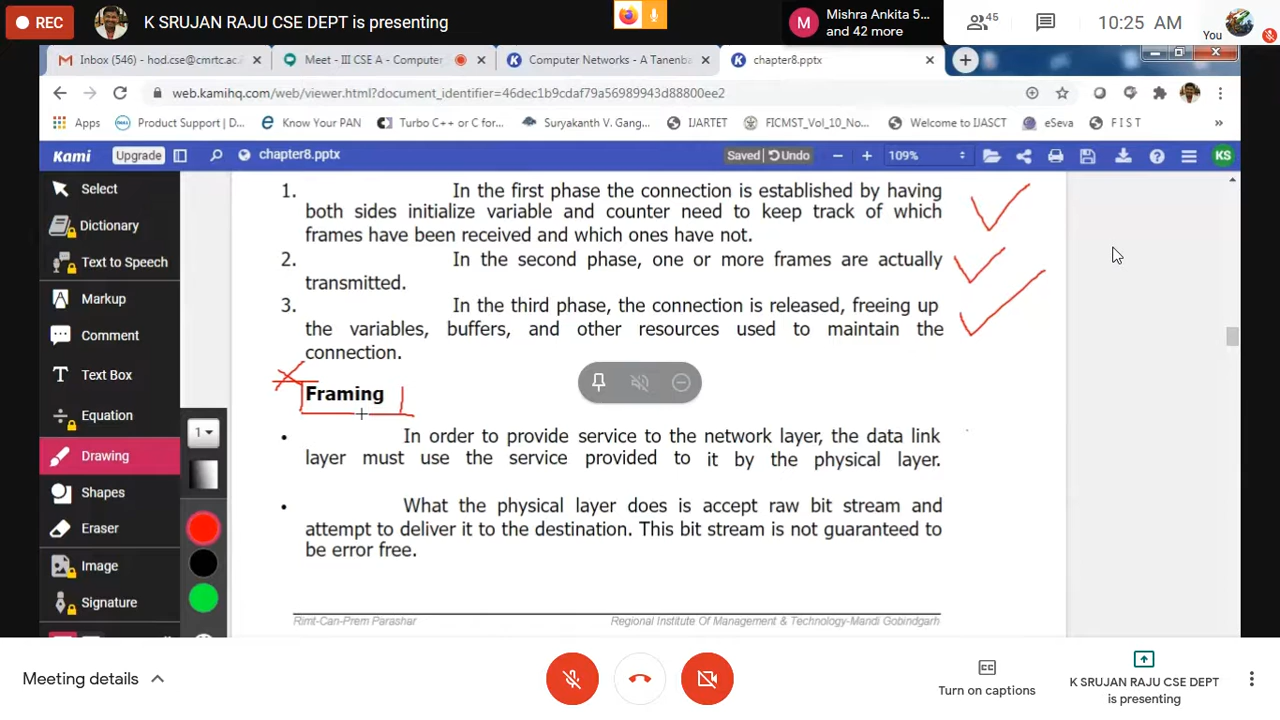 REC
K SRUJAN RAJU CSE DEPT is presenting
M
Mishra Ankita 5...
and 42 more
45
10:25 AM
You
Inbox (546) - hod.cse@cmrtc.ac.
Meet - III CSE A - Computer
Computer Networks - A Tanenba
chapter8.pptx
web.kamihq.com/web/viewer.html?document_identifier=46dec1b9cdaf79a56989943d88800ee2
Apps
Product Support | D...
Know Your PAN
Turbo C++ or C for...
Suryakanth V. Gang...
IJARTET
FICMST_Vol_10_No...
Welcome to IJASCT
eSeva
F I S T
»
Kami
Upgrade
chapter8.pptx
Saved | Undo
109%
KS
Select
Dictionary
Text to Speech
Markup
Comment
Text Box
Equation
Drawing
Shapes
Eraser
Image
Signature
1
1. In the first phase the connection is established by having
both sides initialize variable and counter need to keep track of which
frames have been received and which ones have not.
2. In the second phase, one or more frames are actually
transmitted.
3. In the third phase, the connection is released, freeing up
the variables, buffers, and other resources used to maintain the
connection.
Framing
• In order to provide service to the network layer, the data link
layer must use the service provided to it by the physical layer.
• What the physical layer does is accept raw bit stream and
attempt to deliver it to the destination. This bit stream is not guaranteed to
be error free.
Rimt-Can-Prem Parashar
Regional Institute Of Management & Technology-Mandi Gobindgarh
Meeting details
Turn on captions
K SRUJAN RAJU CSE DEPT
is presenting